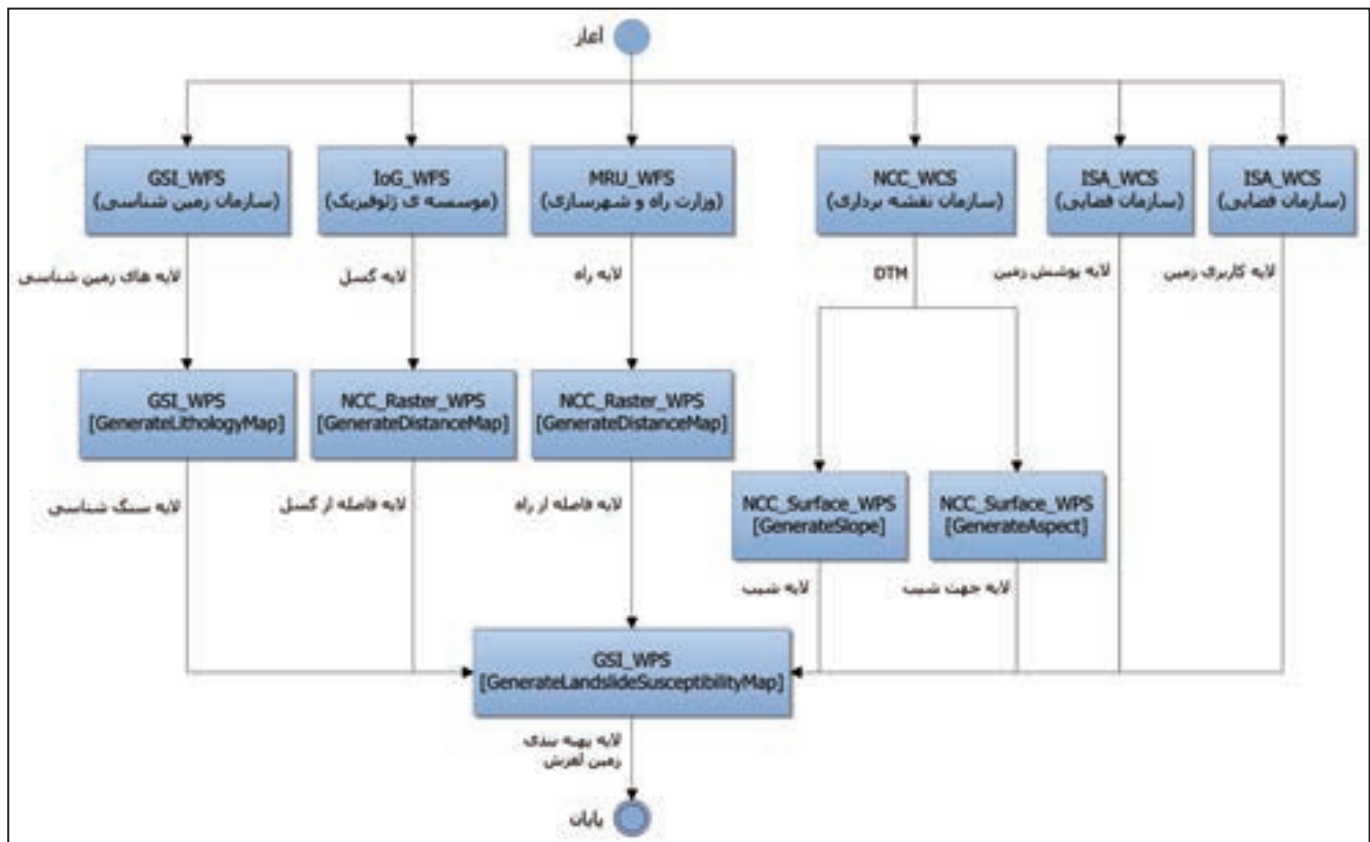 آغاز
GSI_WFS
(سازمان زمین شناسی)
IoG_WFS
(موسسه ی ژئوفیزیک)
MRU_WFS
(وزارت راه و شهرسازی)
NCC_WCS
(سازمان نقشه برداری)
ISA_WCS
(سازمان فضایی)
ISA_WCS
(سازمان فضایی)
لایه های زمین شناسی
لایه گسل
لایه راه
DTM
لایه پوشش زمین
لایه کاربری زمین
GSI_WPS
[GenerateLithologyMap]
NCC_Raster_WPS
[GenerateDistanceMap]
NCC_Raster_WPS
[GenerateDistanceMap]
NCC_Surface_WPS
[GenerateSlope]
NCC_Surface_WPS
[GenerateAspect]
لایه سنگ شناسی
لایه فاصله از گسل
لایه فاصله از راه
لایه شیب
لایه جهت شیب
GSI_WPS
[GenerateLandslideSusceptibilityMap]
لایه پهنه بندی
زمین لغزش
پایان